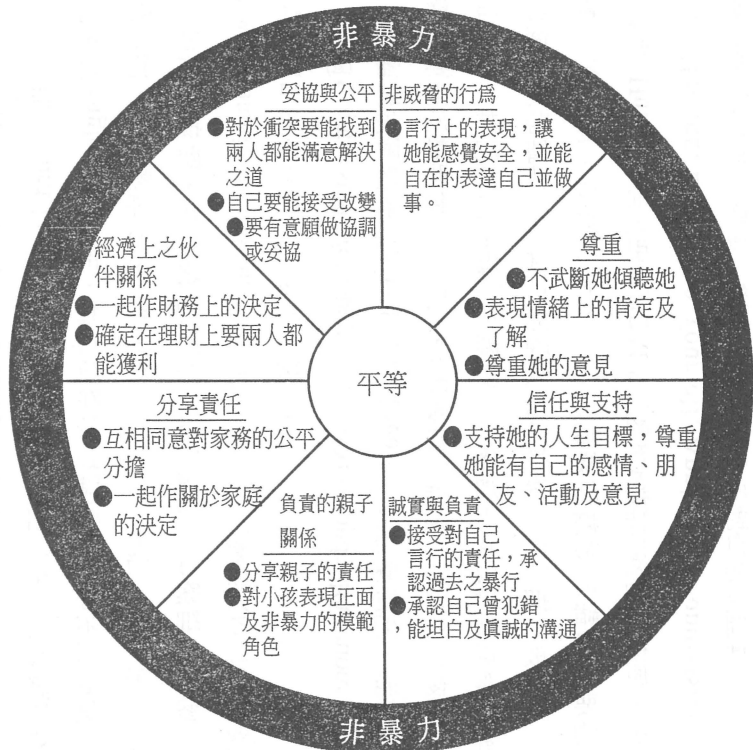 非暴力
妥協與公平
●對於衝突要能找到
兩人都能滿意解決
之道
●自己要能接受改變
●要有意願做協調
或妥協
非威脅的行爲
●言行上的表現，讓
她能感覺安全，並能
自在的表達自己並做
事。
尊重
●不武斷她傾聽她
●表現情緒上的肯定及
了解
●尊重她的意見
信任與支持
●支持她的人生目標，尊重
她能有自己的感情、朋
友、活動及意見
誠實與負責
●接受對自己
言行的責任，承
認過去之暴行
●承認自己曾犯錯
，能坦白及眞誠的溝通
負責的親子
關係
●分享親子的責任
●對小孩表現正面
及非暴力的模範
角色
分享責任
●互相同意對家務的公平
分擔
●一起作關於家庭
的決定
經濟上之伙
伴關係
●一起作財務上的決定
●確定在理財上要兩人都
能獲利
平等
非暴力